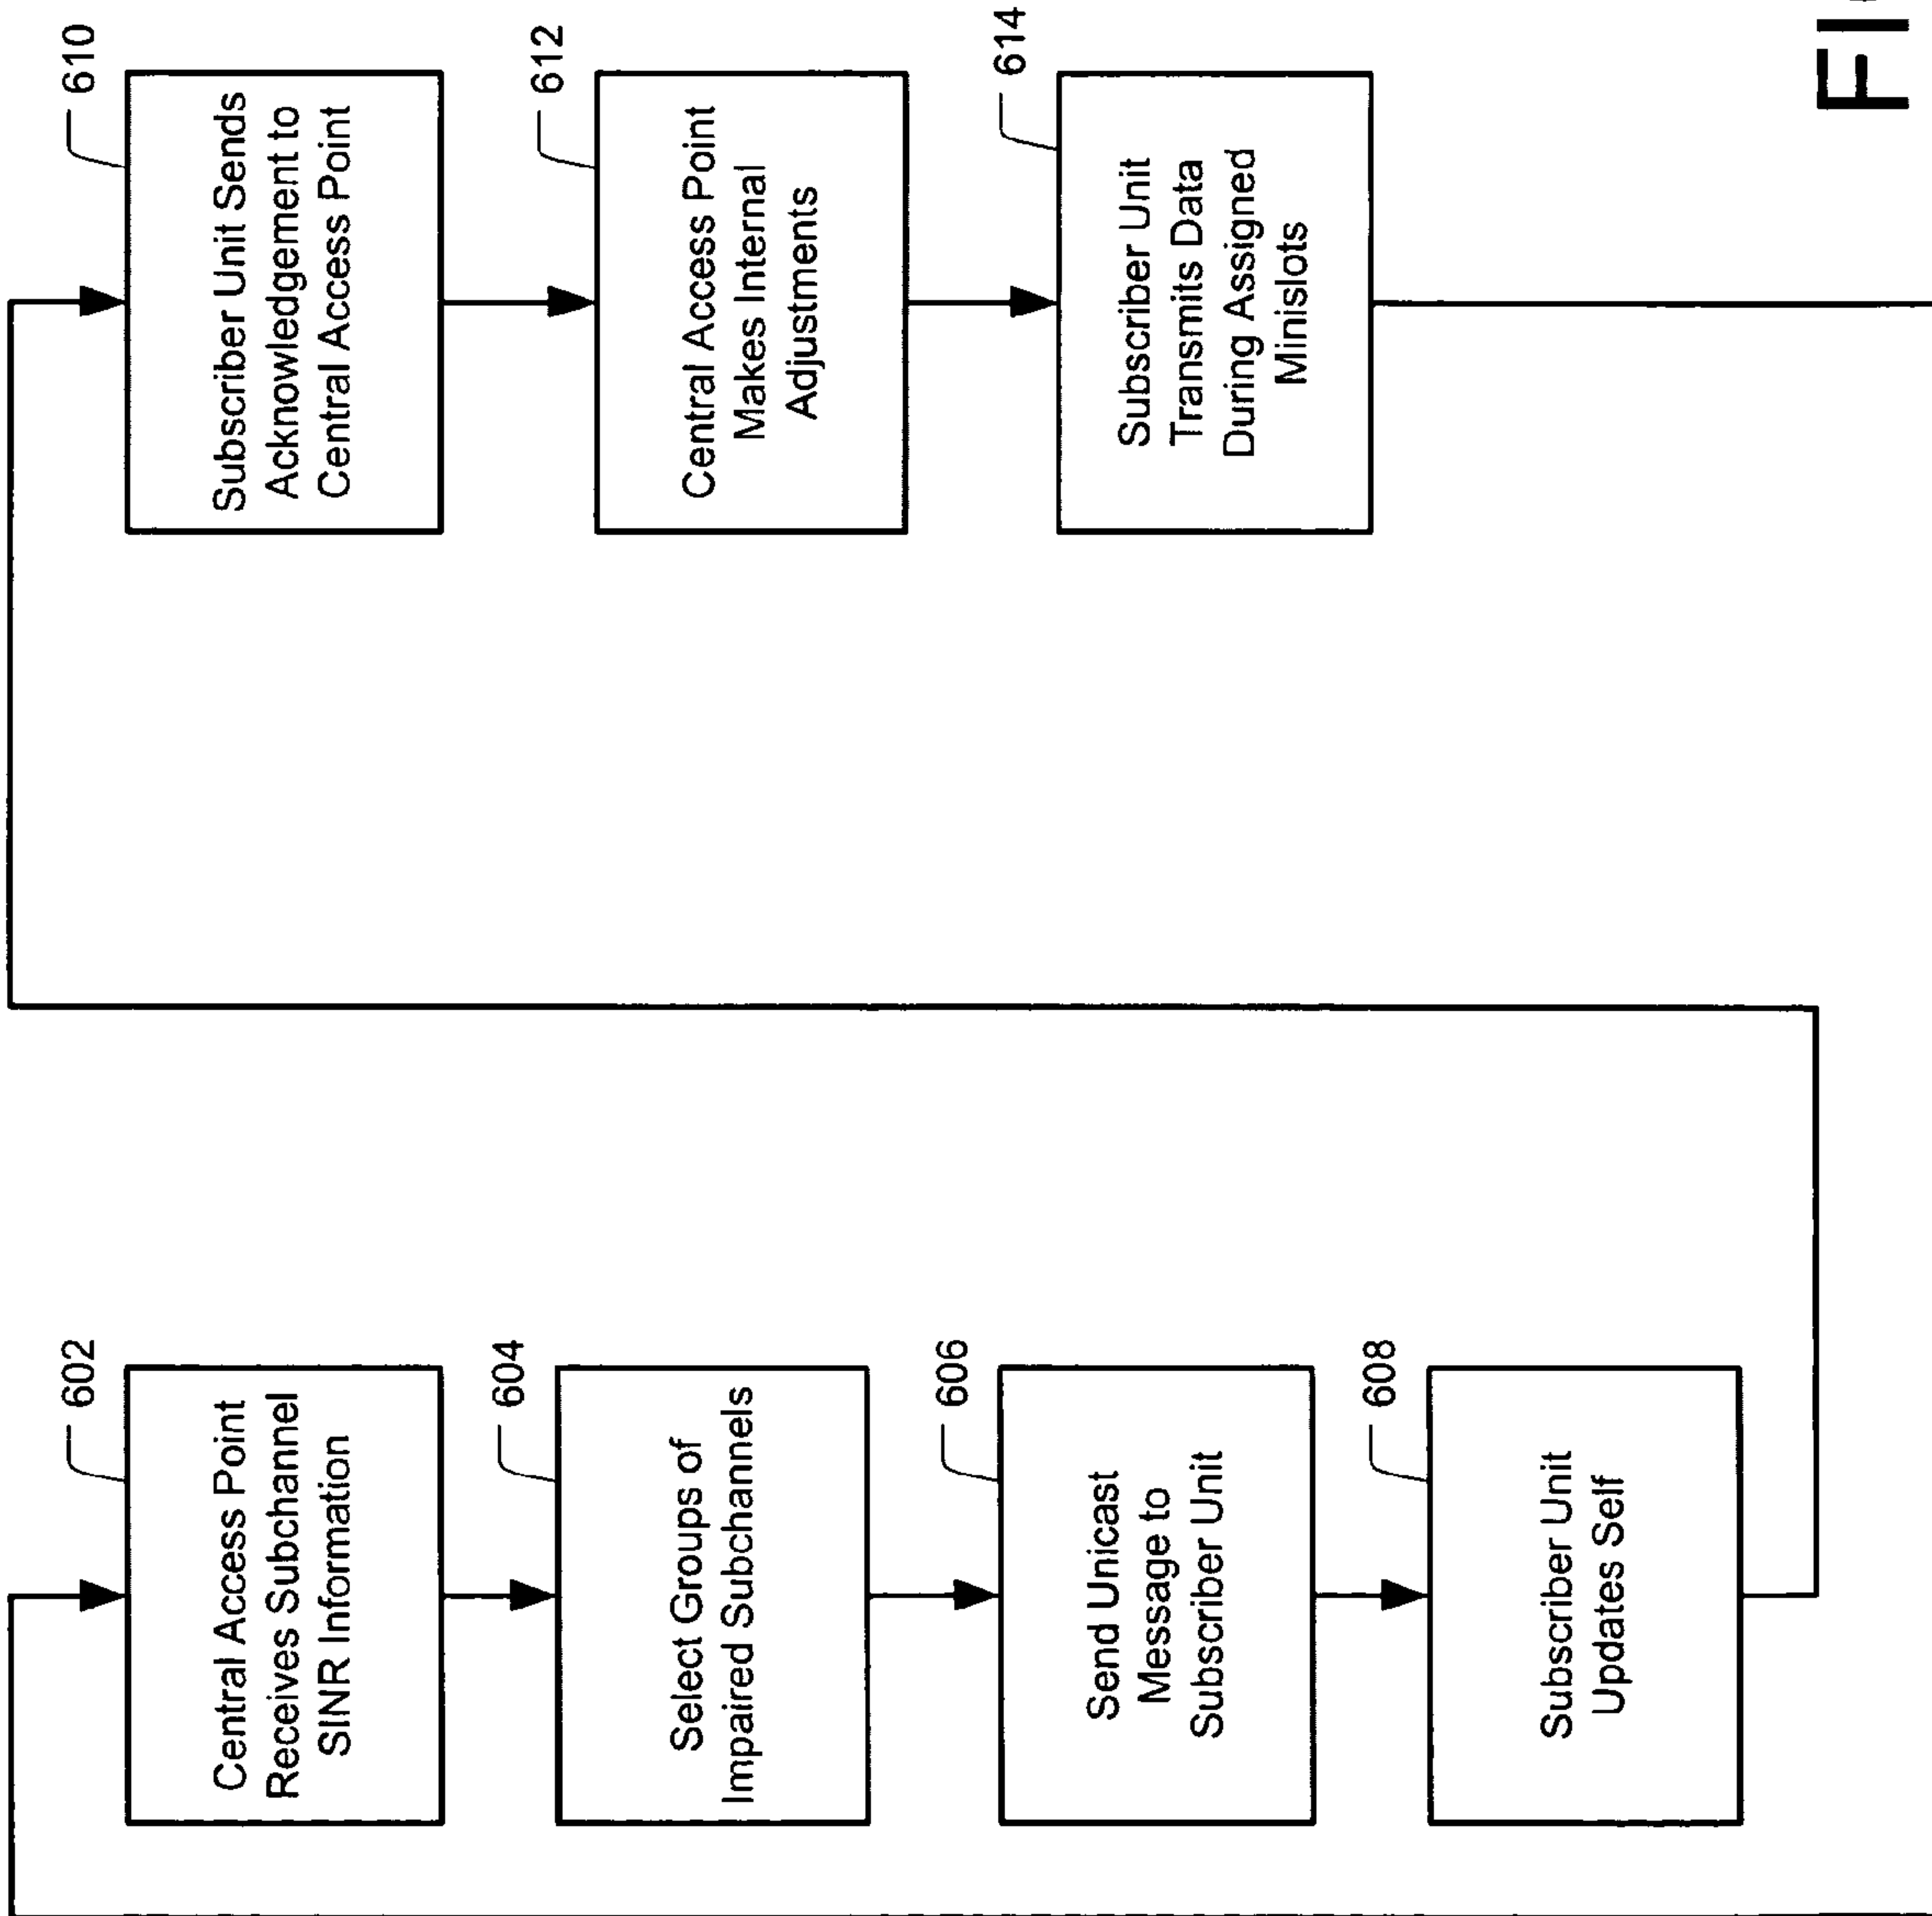 602
Central Access Point
Receives Subchannel
SINR Information
604
Select Groups of
Impaired Subchannels
606
Send Unicast
Message to
Subscriber Unit
608
Subscriber Unit
Updates Self
610
Subscriber Unit Sends
Acknowledgement to
Central Access Point
612
Central Access Point
Makes Internal
Adjustments
614
Subscriber Unit
Transmits Data
During Assigned
Minislots